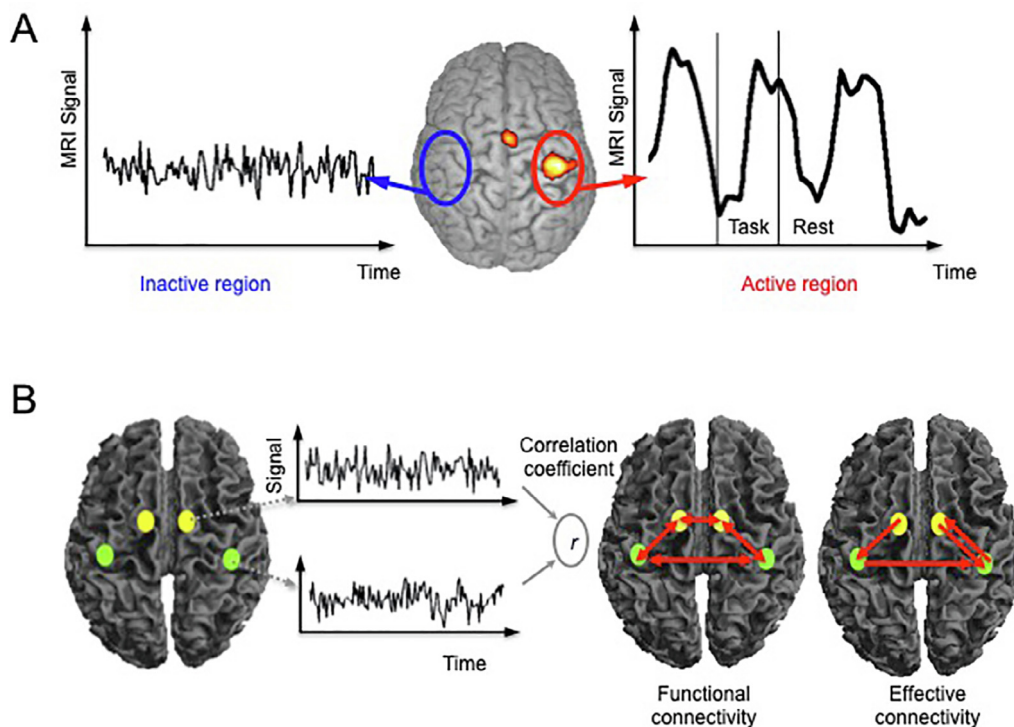 A
MRI Signal
Time
Inactive region
MRI Signal
Task
Rest
Time
Active region
B
Signal
Time
Correlation
coefficient
r
Functional
connectivity
Effective
connectivity